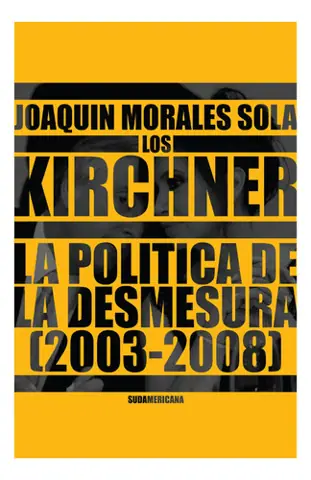 JOAQUIN MORALES SOLA
LOS
KIRCHNER
LA POLITICA DE
LA DESMESURA
(2003-2008)
SUDAMERICANA